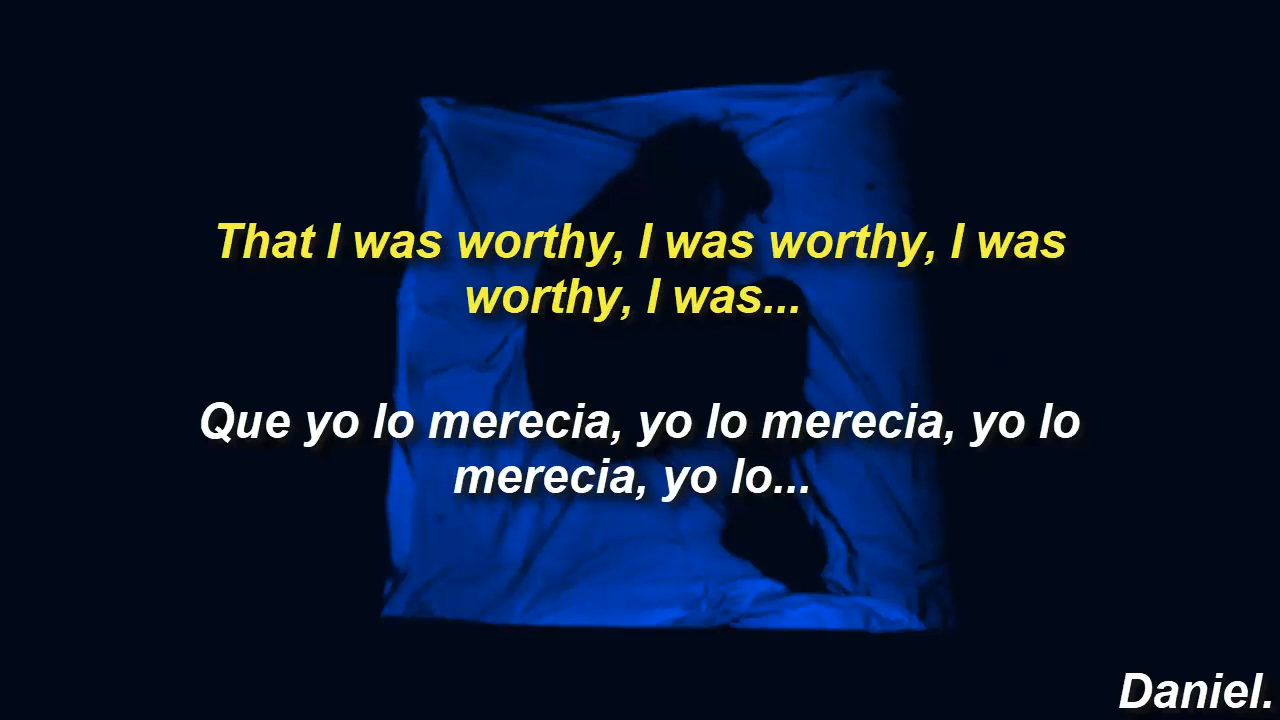 That I was worthy, I was worthy, I was
worthy, I was...
Que yo lo merecia, yo lo merecia, yo lo
merecia, yo lo...
Daniel.